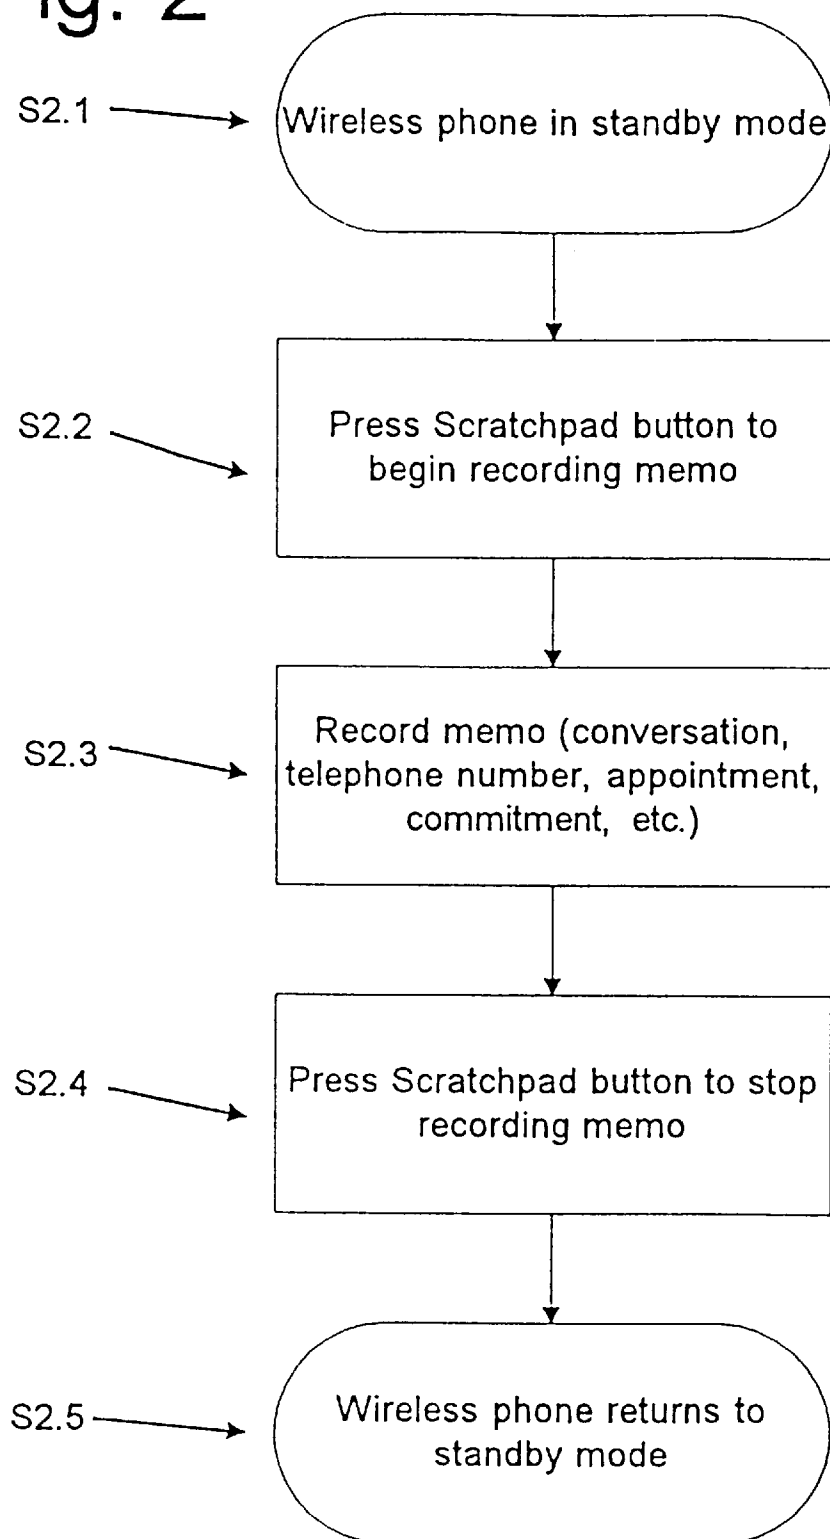 ig. 2
S2.1
Wireless phone in standby mode
S2.2
Press Scratchpad button to
begin recording memo
S2.3
Record memo (conversation,
telephone number, appointment,
commitment, etc.)
S2.4
Press Scratchpad button to stop
recording memo
S2.5
Wireless phone returns to
standby mode